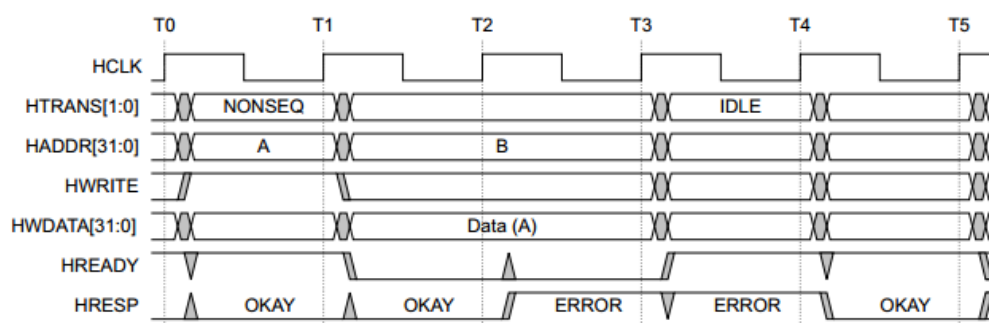 T0 T1 T2 T3 T4 T5
HCLK
HTRANS[1:0] NONSEQ IDLE
HADDR[31:0] A B
HWRITE
HWDATA[31:0] Data (A)
HREADY
HRESP OKAY OKAY ERROR ERROR OKAY